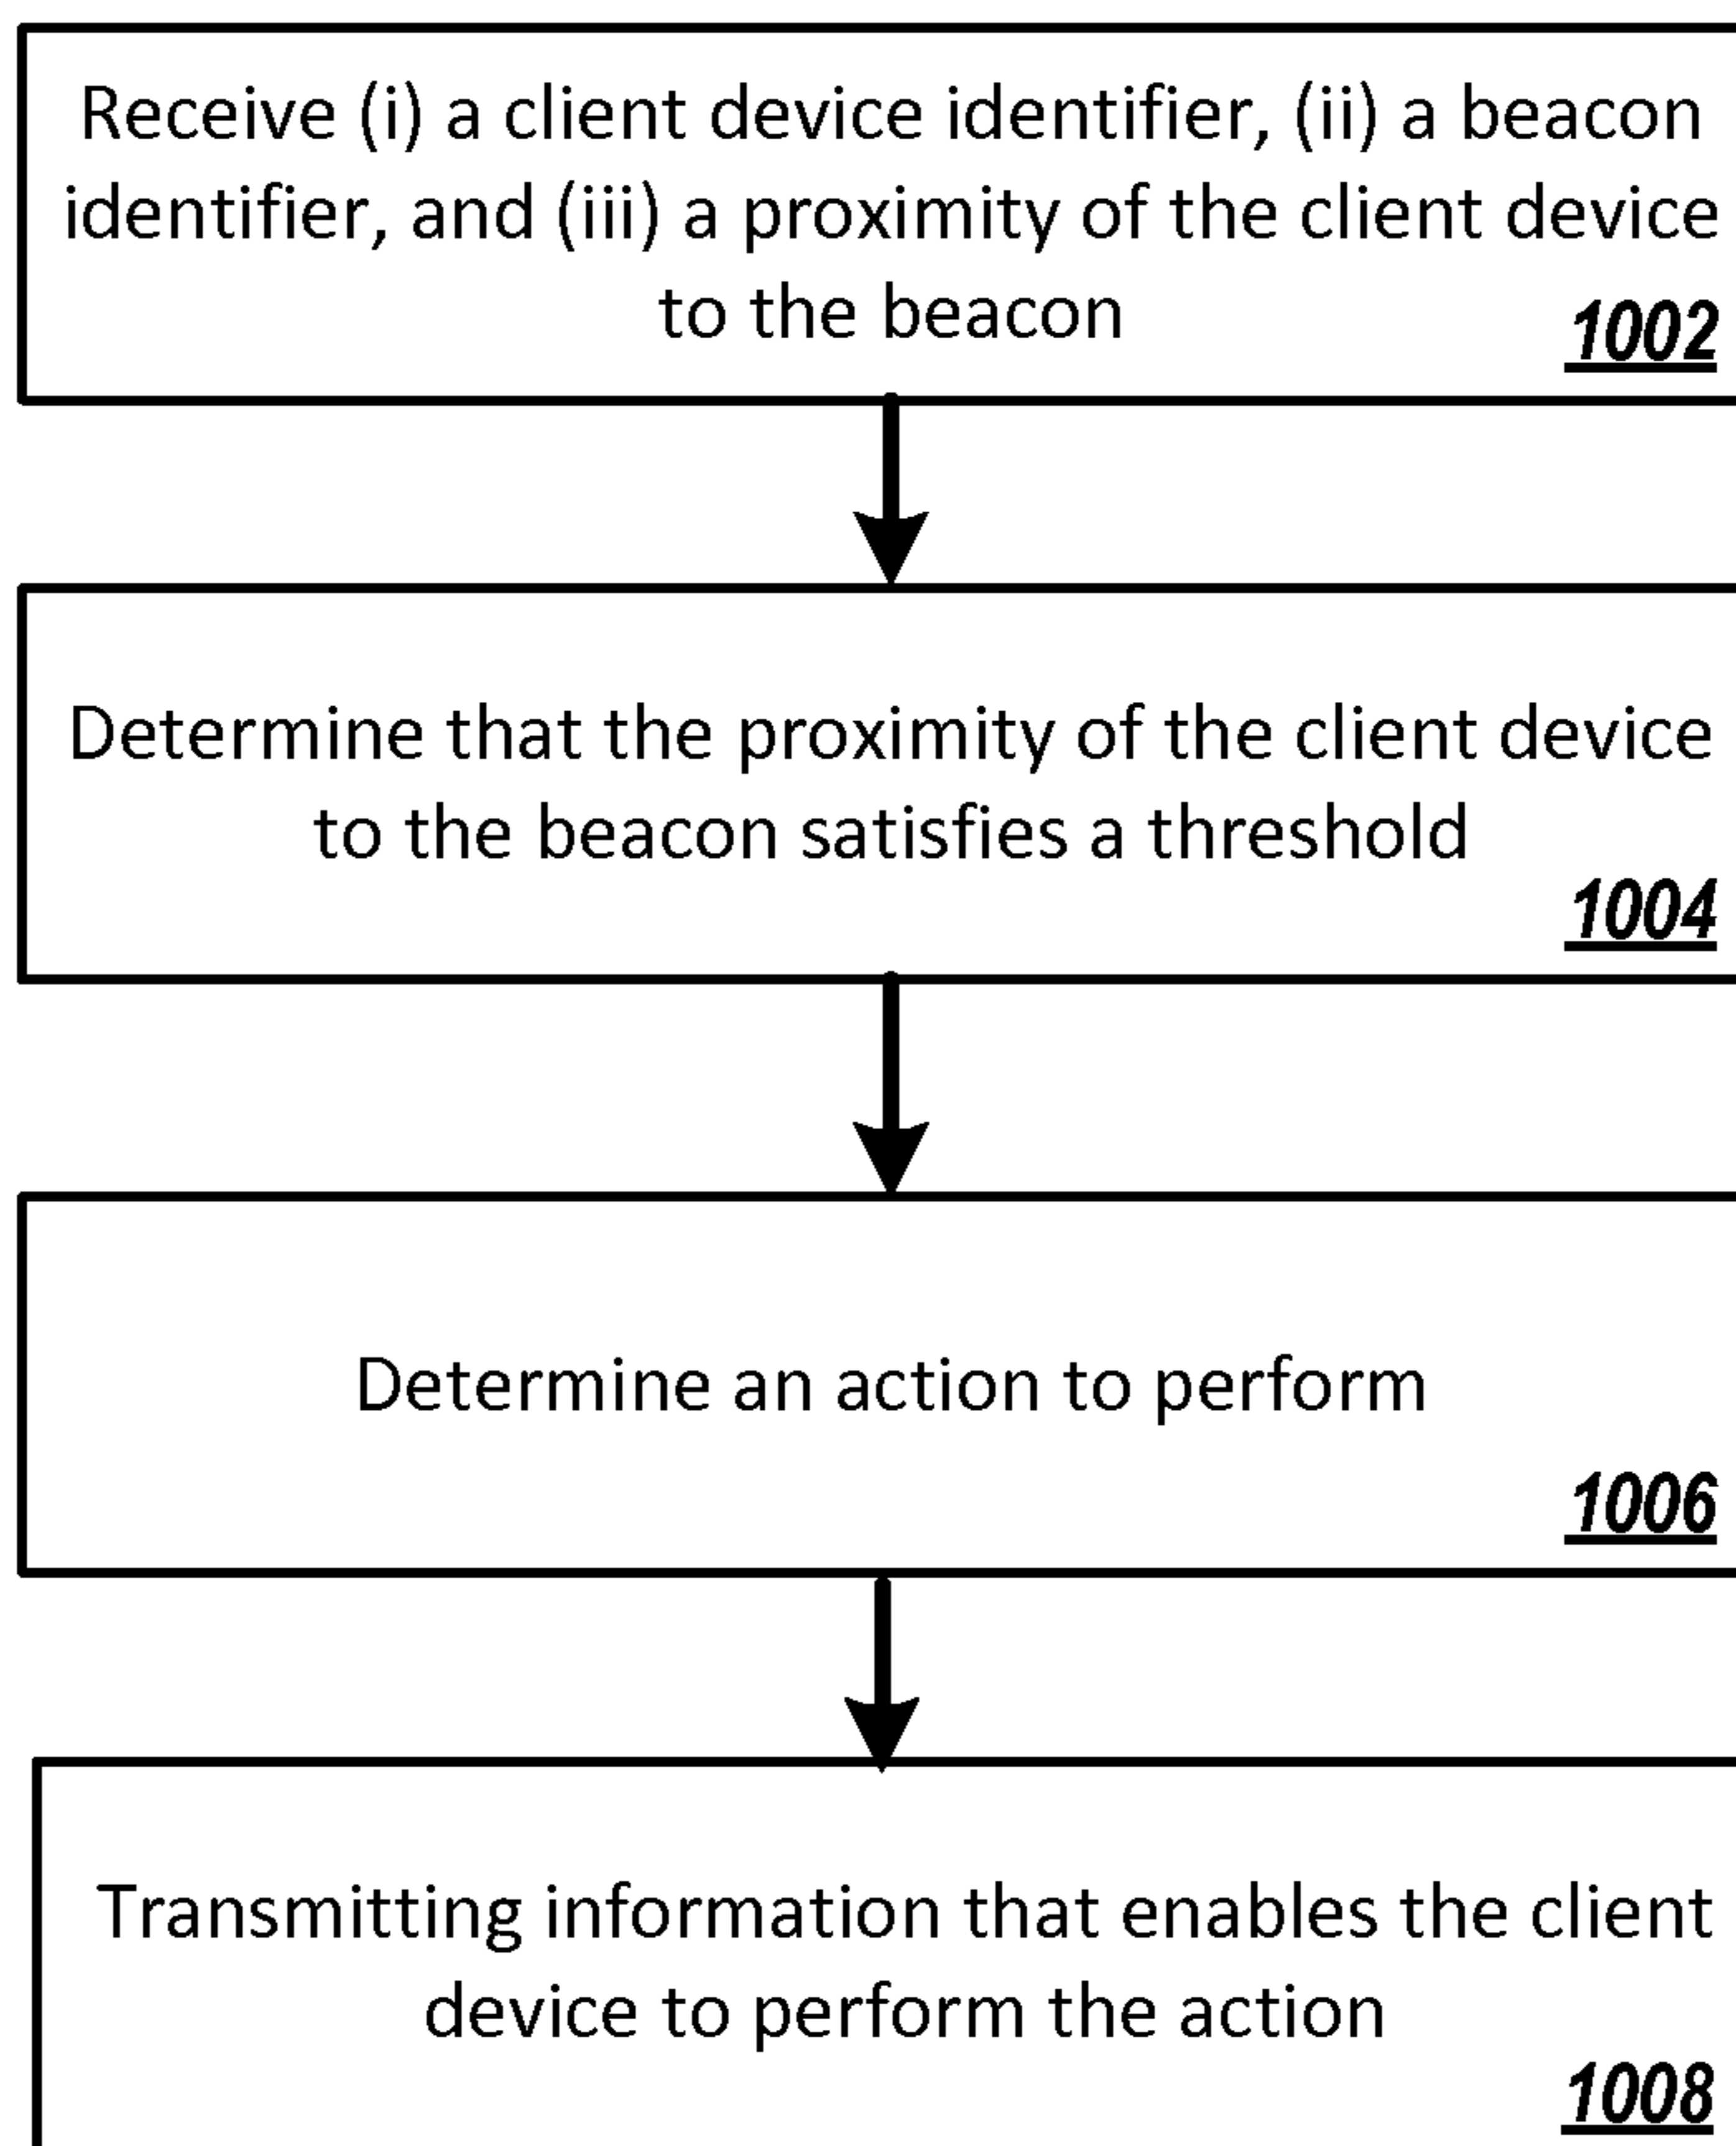 Receive (i) a client device identifier, (ii) a beacon
identifier, and (iii) a proximity of the client device
to the beacon
1002
Determine that the proximity of the client device
to the beacon satisfies a threshold
1004
Determine an action to perform
1006
Transmitting information that enables the client
device to perform the action
1008